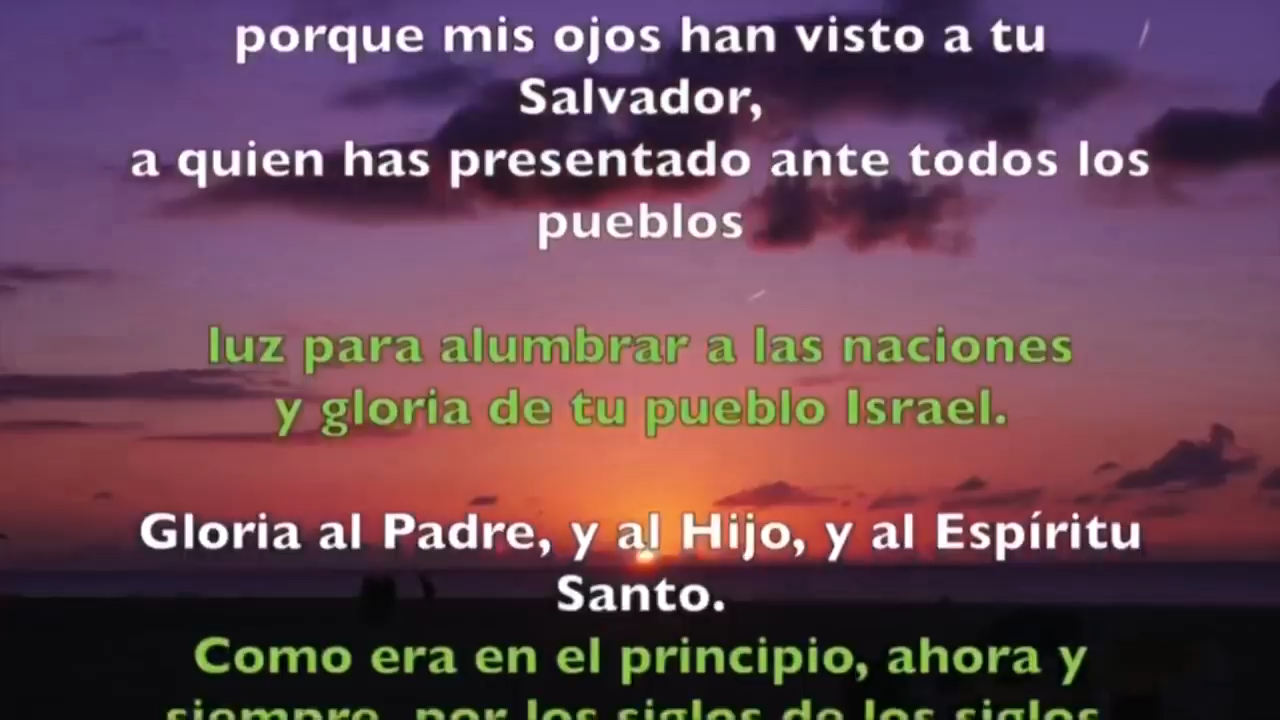 porque mis ojos han visto a tu
Salvador,
a quien has presentado ante todos los
pueblos
luz para alumbrar a las naciones
y gloria de tu pueblo Israel.
Gloria al Padre, y al Hijo, y al Espíritu
Santo.
Como era en el principio, ahora y
siempre, por los siglos de los siglos